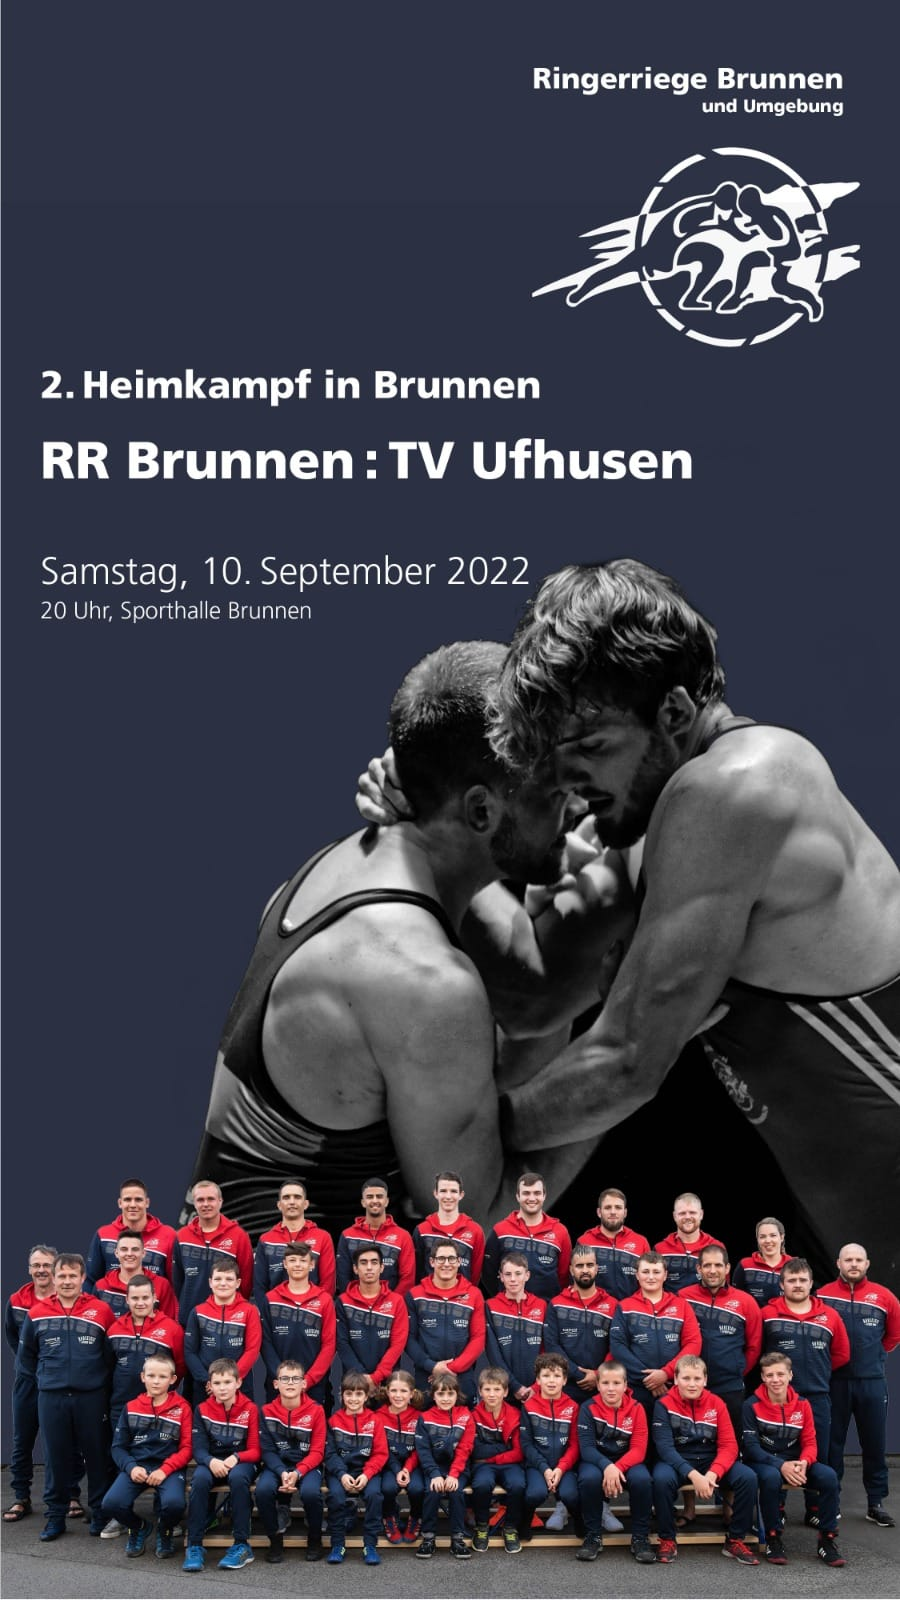 Ringerriege Brunnen
und Umgebung
2. Heimkampf in Brunnen
RR Brunnen : TV Ufhusen
Samstag, 10. September 2022
20 Uhr, Sporthalle Brunnen